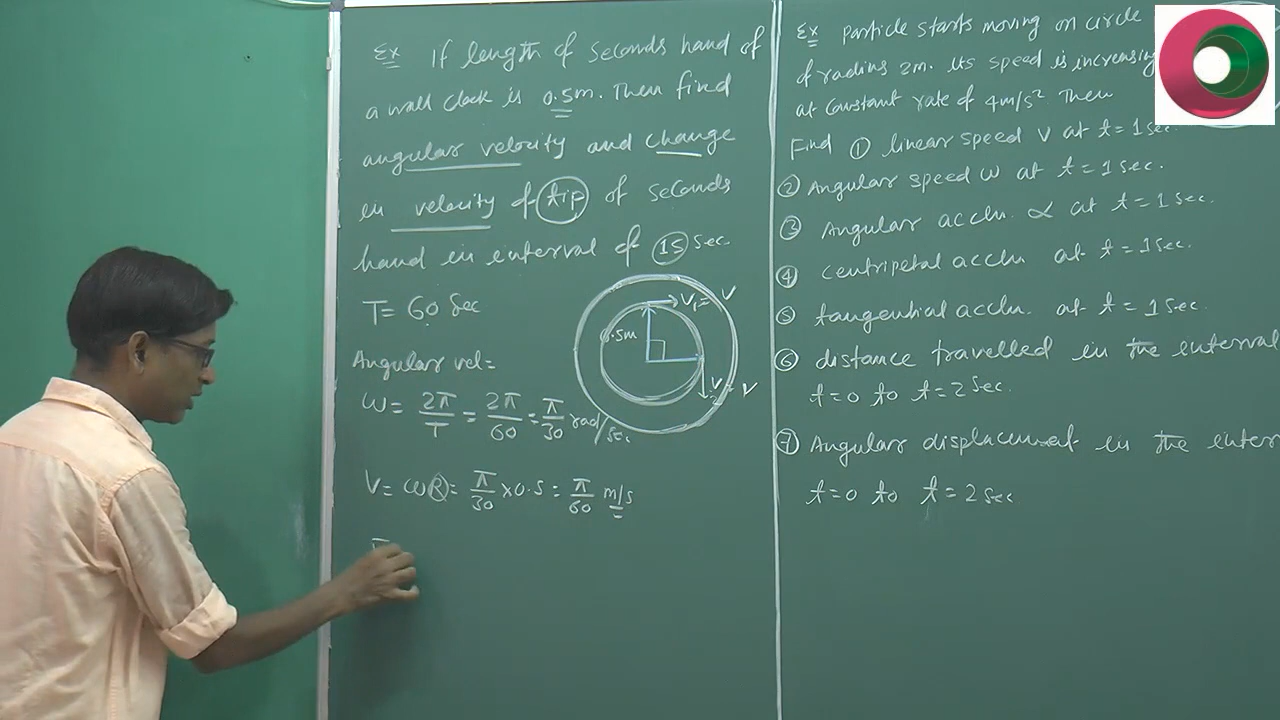 Ex If length of seconds hand of
a wall clock is 0.5m. Then find
angular velocity and change
in velocity of tip of seconds
hand in interval of 15 sec.
T = 60 Sec
0.5m
V₁ = V
V
Angular vel =
ω = 2π/T = 2π/60 = π/30 rad/sec
V = ωR = π/30 × 0.5 = π/60 m/s
Ex particle starts moving on circle
of radius 2m. its speed is increasing
at constant rate of 4m/s² Then
Find ① linear speed V at t = 1 sec.
② Angular speed ω at t = 1 sec.
③ Angular accln. α at t = 1 sec.
④ centripetal accln at t = 1 sec.
⑤ tangential accln. at t = 1 sec.
⑥ distance travelled in the interval
t = 0 to t = 2 sec.
⑦ Angular displacement in the inter
t = 0 to t = 2 sec